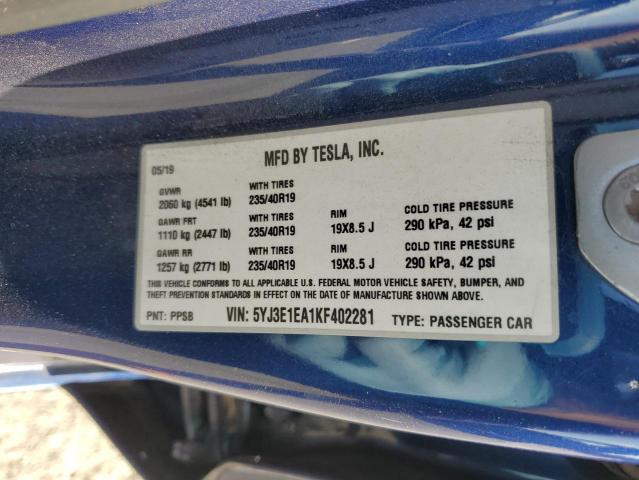 MFD BY TESLA, INC.
05/19
GVWR WITH TIRES
2060 kg (4541 lb) 235/40R19
GAWR FRT WITH TIRES RIM COLD TIRE PRESSURE
1110 kg (2447 lb) 235/40R19 19X8.5 J 290 kPa, 42 psi
GAWR RR WITH TIRES RIM COLD TIRE PRESSURE
1257 kg (2771 lb) 235/40R19 19X8.5 J 290 kPa, 42 psi
THIS VEHICLE CONFORMS TO ALL APPLICABLE U.S. FEDERAL MOTOR VEHICLE SAFETY, BUMPER, AND
THEFT PREVENTION STANDARDS IN EFFECT ON THE DATE OF MANUFACTURE SHOWN ABOVE.
PNT: PPSB VIN: 5YJ3E1EA1KF402281 TYPE: PASSENGER CAR